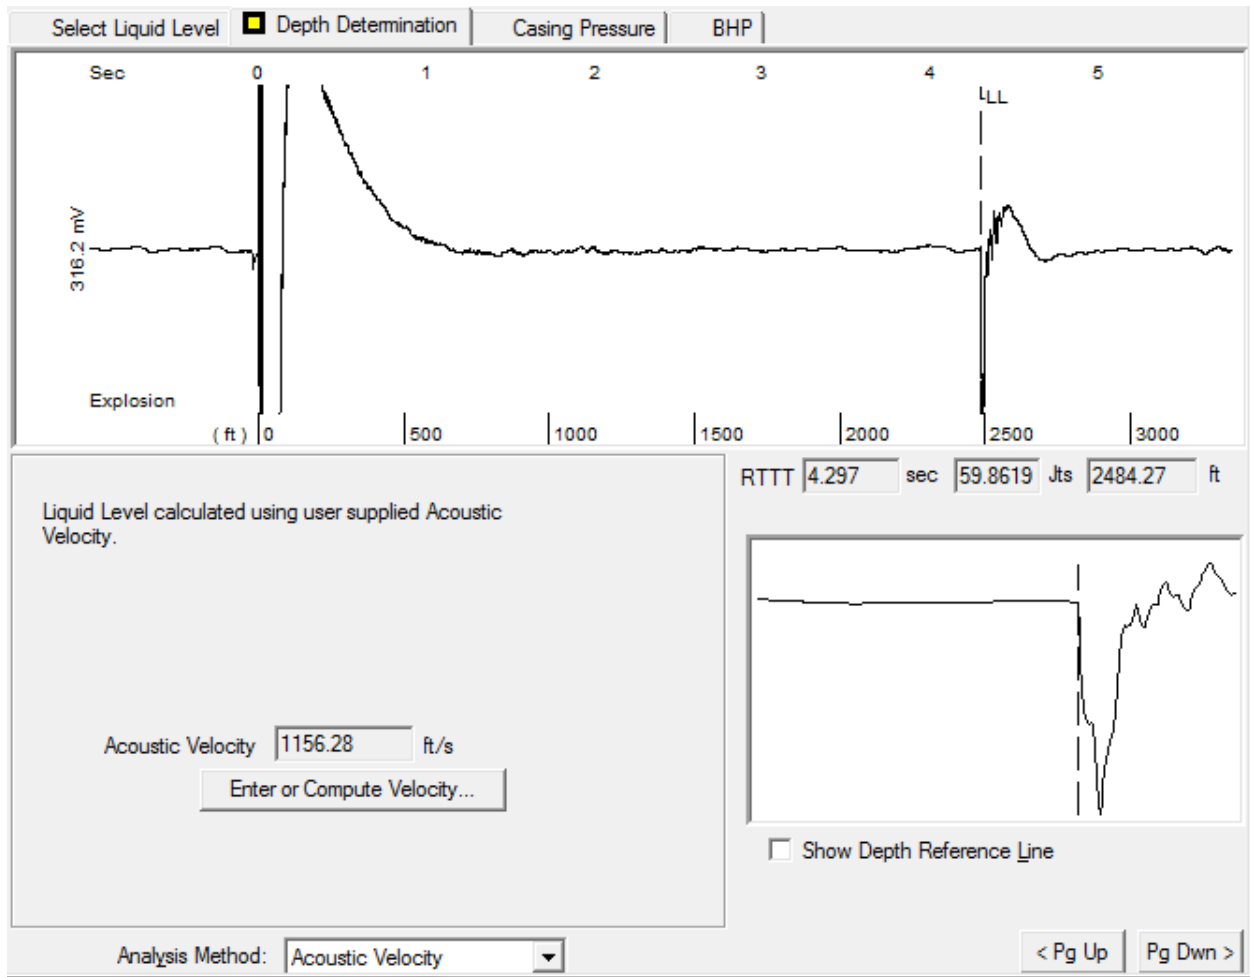 Select Liquid Level
Depth Determination
Casing Pressure
BHP
Sec 0 1 2 3 4 5
LL
316.2 mV
Explosion
( ft ) 0 500 1000 1500 2000 2500 3000
RTTT 4.297 sec 59.8619 Jts 2484.27 ft
Liquid Level calculated using user supplied Acoustic
Velocity.
Acoustic Velocity 1156.28 ft/s
Enter or Compute Velocity...
Show Depth Reference Line
Analysis Method: Acoustic Velocity
< Pg Up
Pg Dwn >